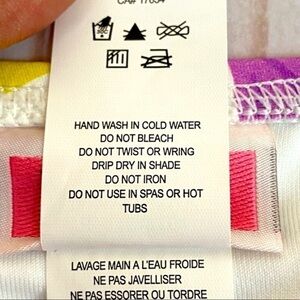 CA# 17654
HAND WASH IN COLD WATER
DO NOT BLEACH
DO NOT TWIST OR WRING
DRIP DRY IN SHADE
DO NOT IRON
DO NOT USE IN SPAS OR HOT
TUBS
LAVAGE MAIN A L'EAU FROIDE
NE PAS JAVELLISER
NE PAS ESSORER OU TORDRE